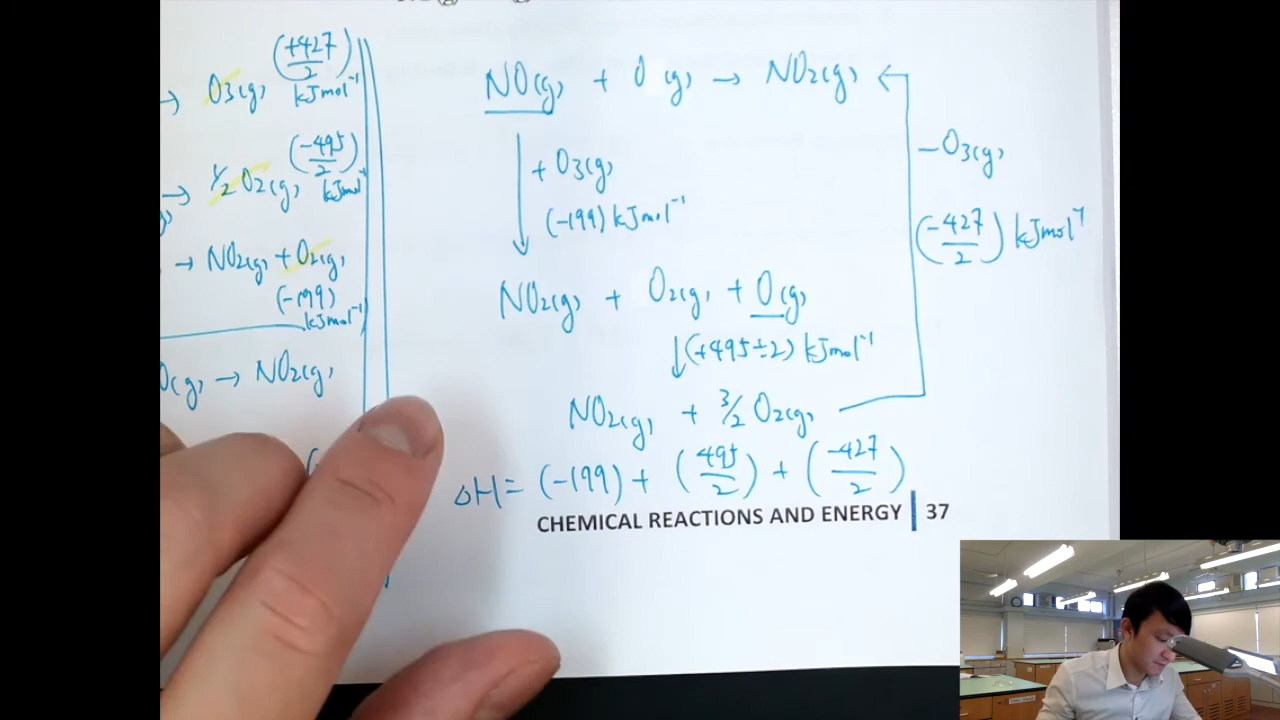 (+427/2)
→ O3(g) kJmol⁻¹
(-495/2)
→ 1/2 O2(g) kJmol⁻¹
→ NO2(g) + O2(g)
(-199)
kJmol⁻¹
O(g) → NO2(g)
NO(g) + O(g) → NO2(g)
+ O3(g)
(-199) kJmol⁻¹
- O3(g)
(-427/2) kJmol⁻¹
NO2(g) + O2(g) + O(g)
(+495÷2) kJmol⁻¹
NO2(g) + 3/2 O2(g)
ΔH = (-199) + (495/2) + (-427/2)
CHEMICAL REACTIONS AND ENERGY | 37